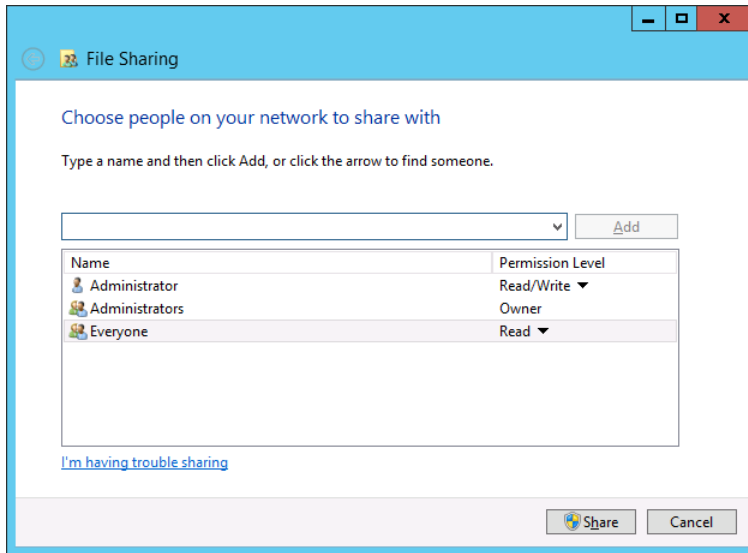 File Sharing
Choose people on your network to share with
Type a name and then click Add, or click the arrow to find someone.
Add
Name Permission Level
Administrator Read/Write
Administrators Owner
Everyone Read
I'm having trouble sharing
Share Cancel